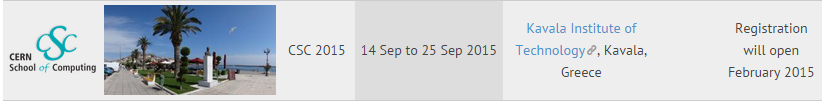 CSC
CERN
School of Computing
CSC 2015
14 Sep to 25 Sep 2015
Kavala Institute of
Technology, Kavala,
Greece
Registration
will open
February 2015